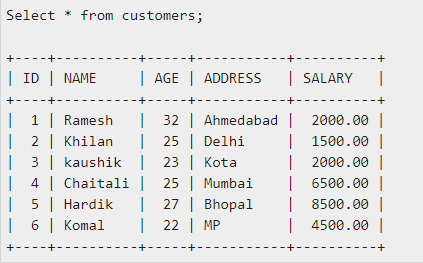 Select * from customers;
+----+----------+-----+-----------+----------+
| ID | NAME     | AGE | ADDRESS   | SALARY   |
+----+----------+-----+-----------+----------+
|  1 | Ramesh   |  32 | Ahmedabad |  2000.00 |
|  2 | Khilan   |  25 | Delhi     |  1500.00 |
|  3 | kaushik  |  23 | Kota      |  2000.00 |
|  4 | Chaitali |  25 | Mumbai    |  6500.00 |
|  5 | Hardik   |  27 | Bhopal    |  8500.00 |
|  6 | Komal    |  22 | MP        |  4500.00 |
+----+----------+-----+-----------+----------+